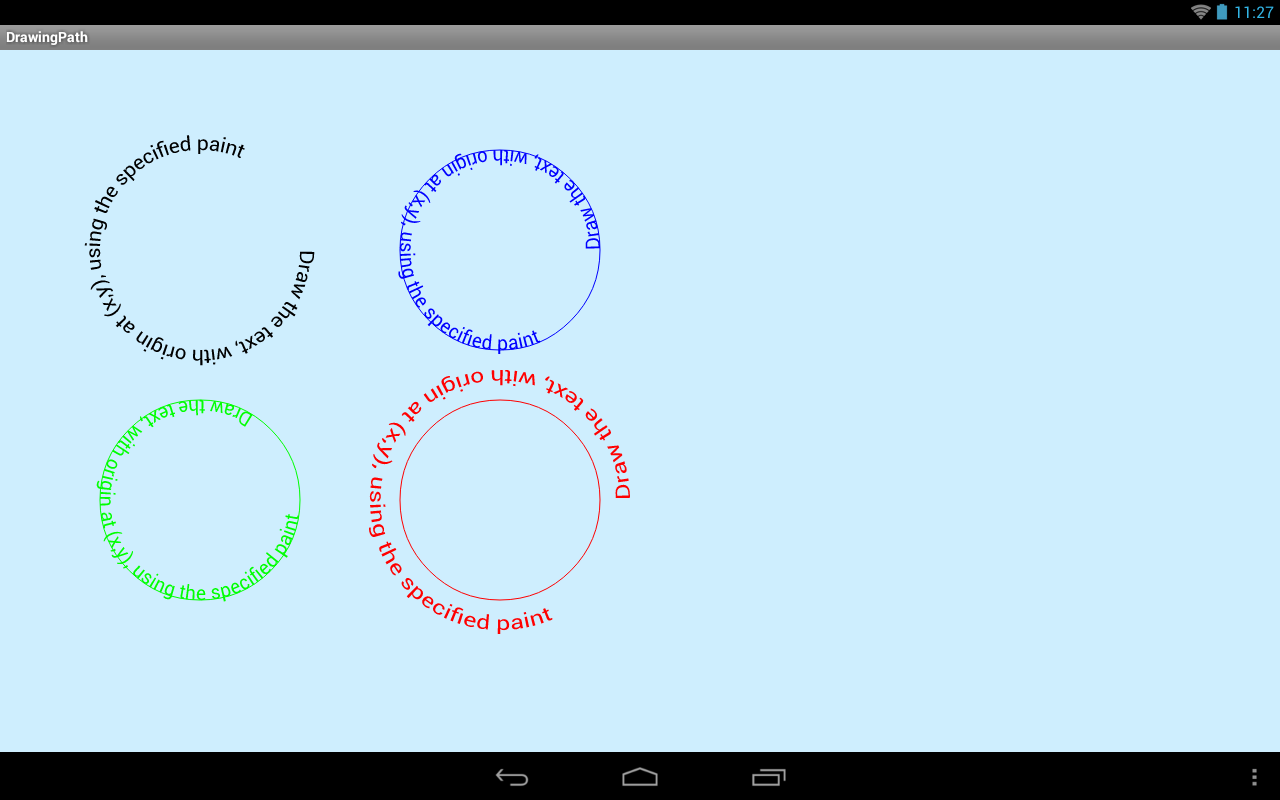 11:27
DrawingPath
Draw the text, with origin at (x,y), using the specified paint
Draw the text, with origin at (x,y), using the specified paint
Draw the text, with origin at (x,y), using the specified paint
Draw the text, with origin at (x,y), using the specified paint